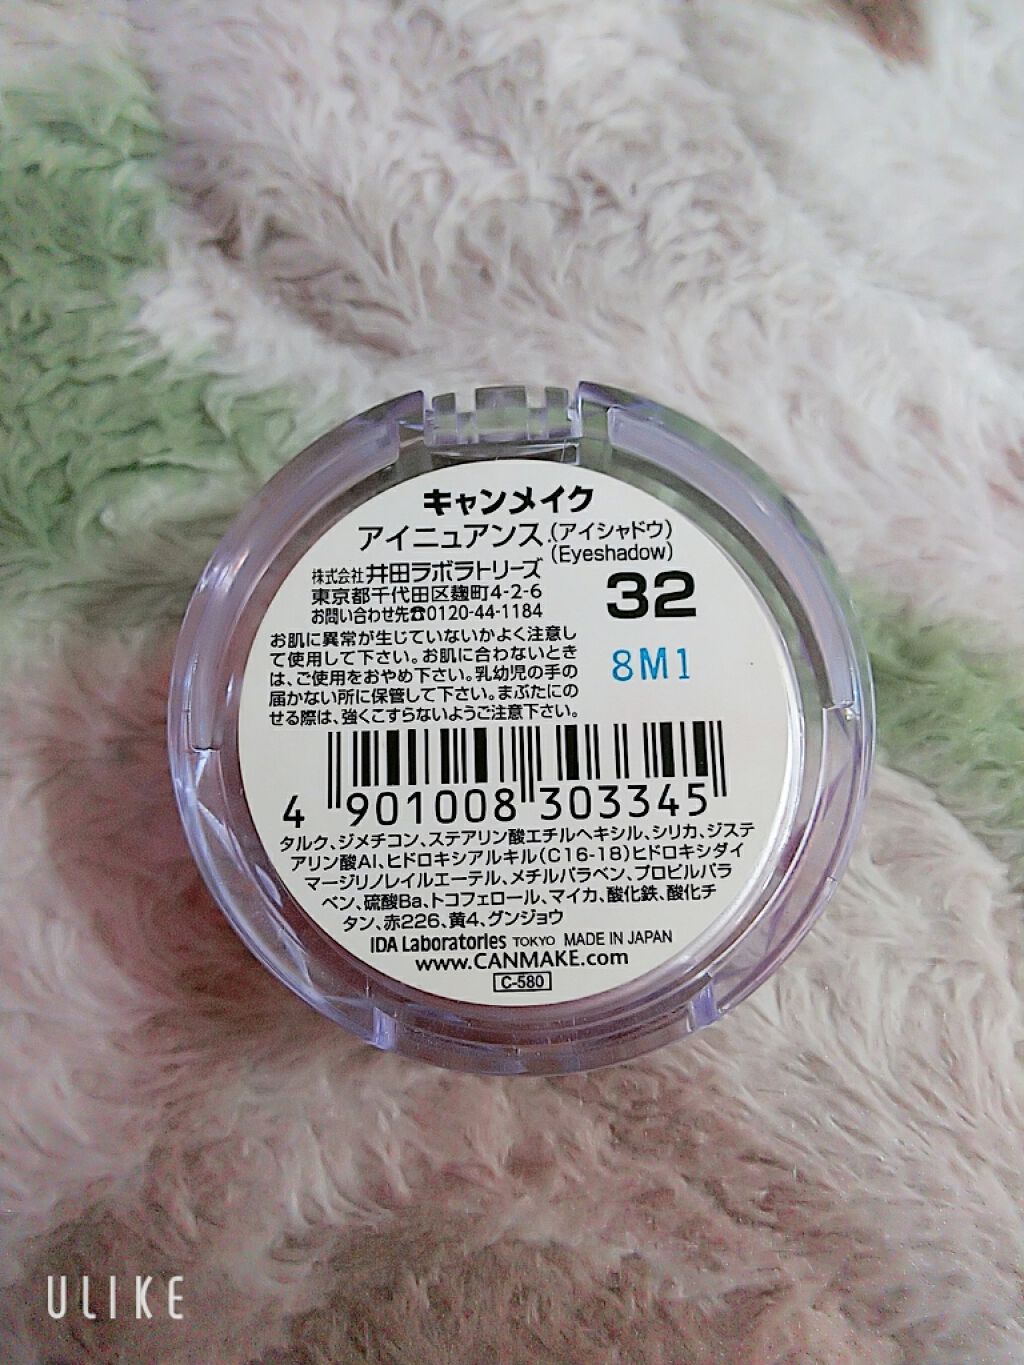 キャンメイク
アイニュアンス.(アイシャドウ)
(Eyeshadow)
株式会社井田ラボラトリーズ
東京都千代田区麹町4-2-6
お問い合わせ先☎0120-44-1184
32
8M1
お肌に異常が生じていないかよく注意し
て使用して下さい。お肌に合わないとき
は、ご使用をおやめ下さい。乳幼児の手の
届かない所に保管して下さい。まぶたにの
せる際は、強くこすらないようご注意下さい。
4 901008 303345
タルク、ジメチコン、ステアリン酸エチルヘキシル、シリカ、ジステ
アリン酸Al、ヒドロキシアルキル(C16-18)ヒドロキシダイ
マージリノレイルエーテル、メチルパラベン、プロピルパラ
ベン、硫酸Ba、トコフェロール、マイカ、酸化鉄、酸化チ
タン、赤226、黄4、グンジョウ
IDA Laboratories TOKYO MADE IN JAPAN
www.CANMAKE.com
C-580
ULIKE